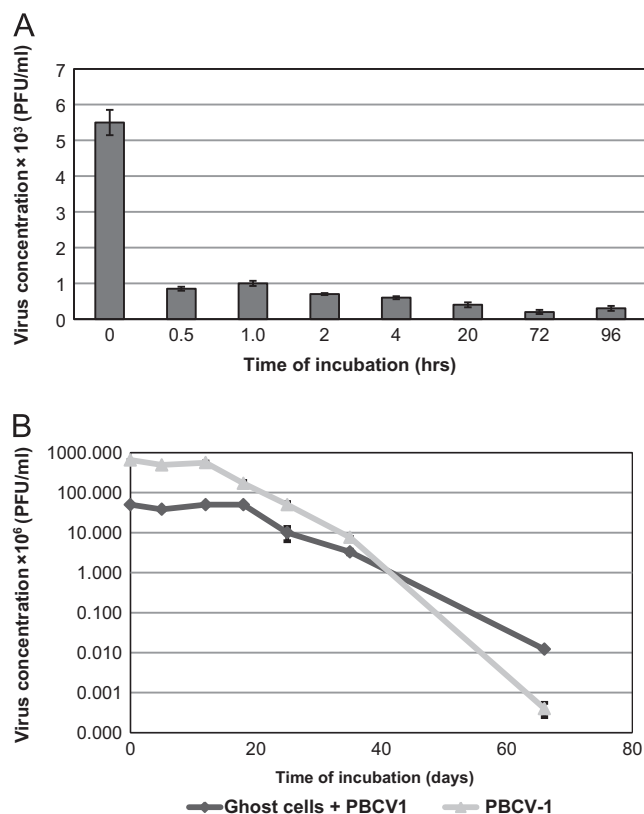 A
Virus concentration × 10³ (PFU/ml)
7
6
5
4
3
2
1
0
0 0.5 1.0 2 4 20 72 96
Time of incubation (hrs)
B
Virus concentration ×10⁶ (PFU/ml)
1000.000
100.000
10.000
1.000
0.100
0.010
0.001
0.000
0 20 40 60 80
Time of incubation (days)
Ghost cells + PBCV1 PBCV-1